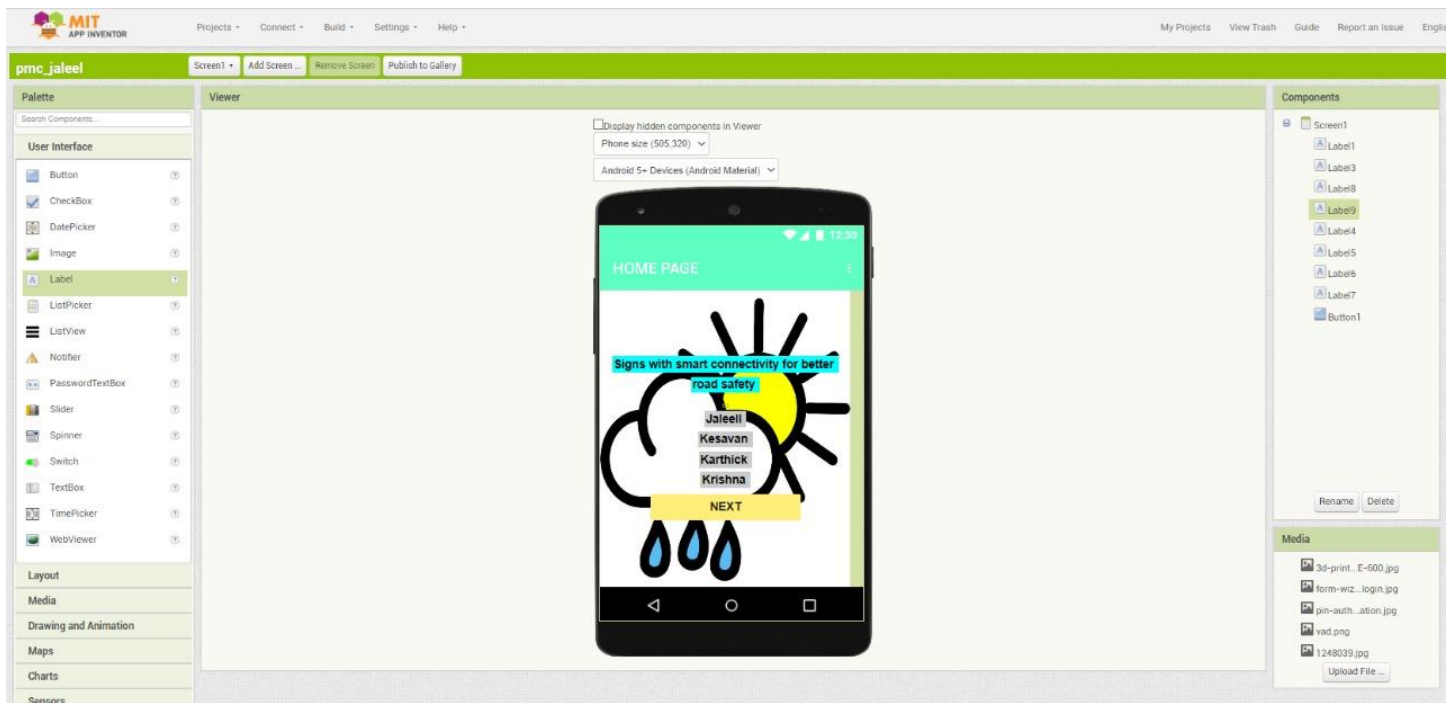 MIT
APP INVENTOR
Projects Connect Build Settings Help
My Projects View Trash Guide Report an Issue Englis
pmc_jaleel
Screen1 Add Screen ... Remove Screen Publish to Gallery
Palette
Search Components...
User Interface
Button
CheckBox
DatePicker
Image
Label
ListPicker
ListView
Notifier
PasswordTextBox
Slider
Spinner
Switch
TextBox
TimePicker
WebViewer
Layout
Media
Drawing and Animation
Maps
Charts
Sensors
Viewer
Display hidden components in Viewer
Phone size (505,320)
Android 5+ Devices (Android Material)
12:30
HOME PAGE
Signs with smart connectivity for better
road safety
Jaleell
Kesavan
Karthick
Krishna
NEXT
Components
Screen1
Label1
Label3
Label8
Label9
Label4
Label5
Label6
Label7
Button1
Rename Delete
Media
3d-print...E-600.jpg
form-wiz...login.jpg
pin-auth...ation.jpg
vad.png
1248039.jpg
Upload File ...